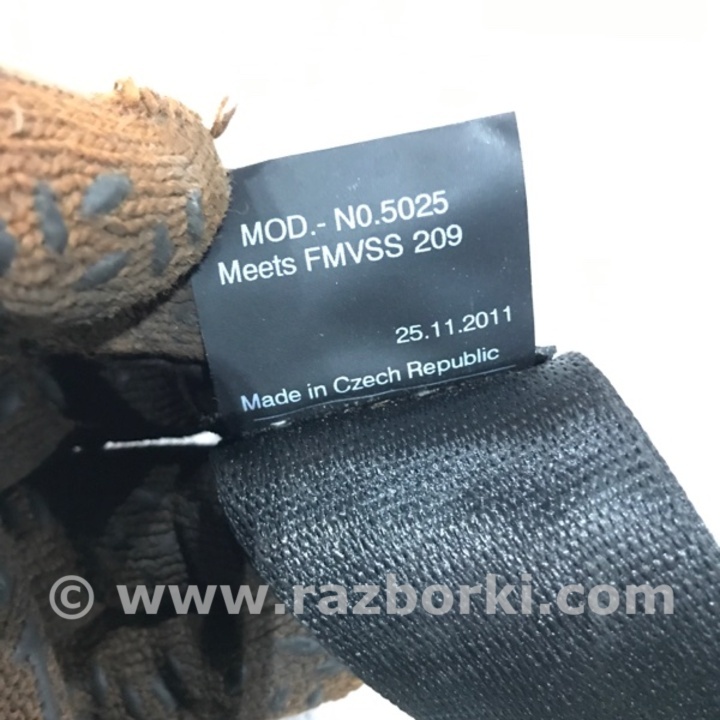 MOD.- N0.5025
Meets FMVSS 209
25.11.2011
Made in Czech Republic
© www.razborki.com